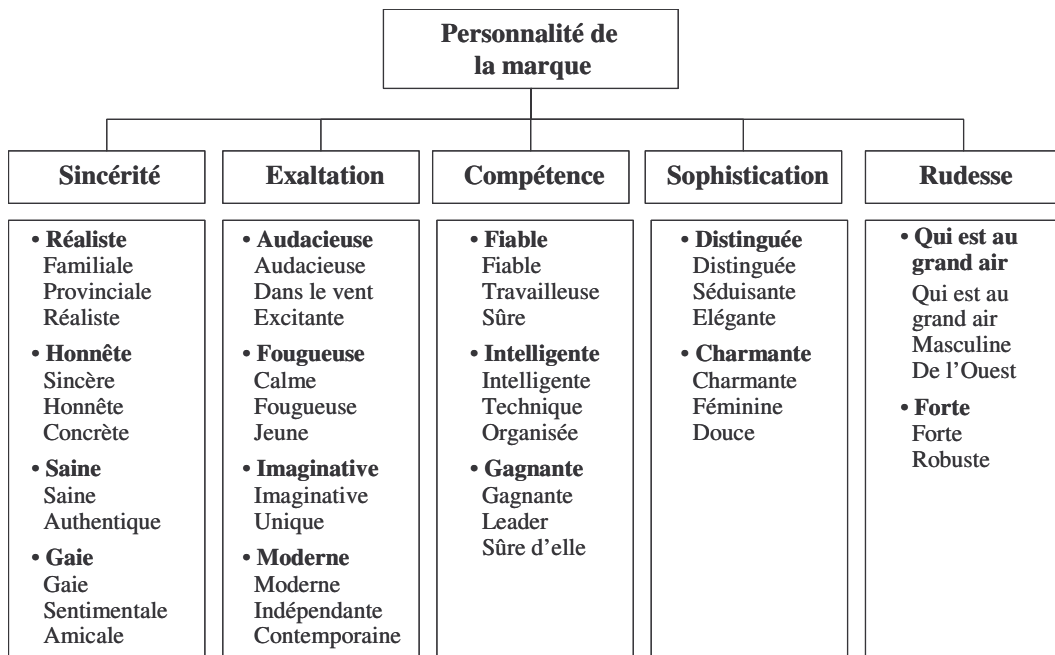 Personnalité de
la marque
Sincérité
Exaltation
Compétence
Sophistication
Rudesse
• Réaliste
Familiale
Provinciale
Réaliste
• Honnête
Sincère
Honnête
Concrète
• Saine
Saine
Authentique
• Gaie
Gaie
Sentimentale
Amicale
• Audacieuse
Audacieuse
Dans le vent
Excitante
• Fougueuse
Calme
Fougueuse
Jeune
• Imaginative
Imaginative
Unique
• Moderne
Moderne
Indépendante
Contemporaine
• Fiable
Fiable
Travailleuse
Sûre
• Intelligente
Intelligente
Technique
Organisée
• Gagnante
Gagnante
Leader
Sûre d’elle
• Distinguée
Distinguée
Séduisante
Elégante
• Charmante
Charmante
Féminine
Douce
• Qui est au
grand air
Qui est au
grand air
Masculine
De l’Ouest
• Forte
Forte
Robuste